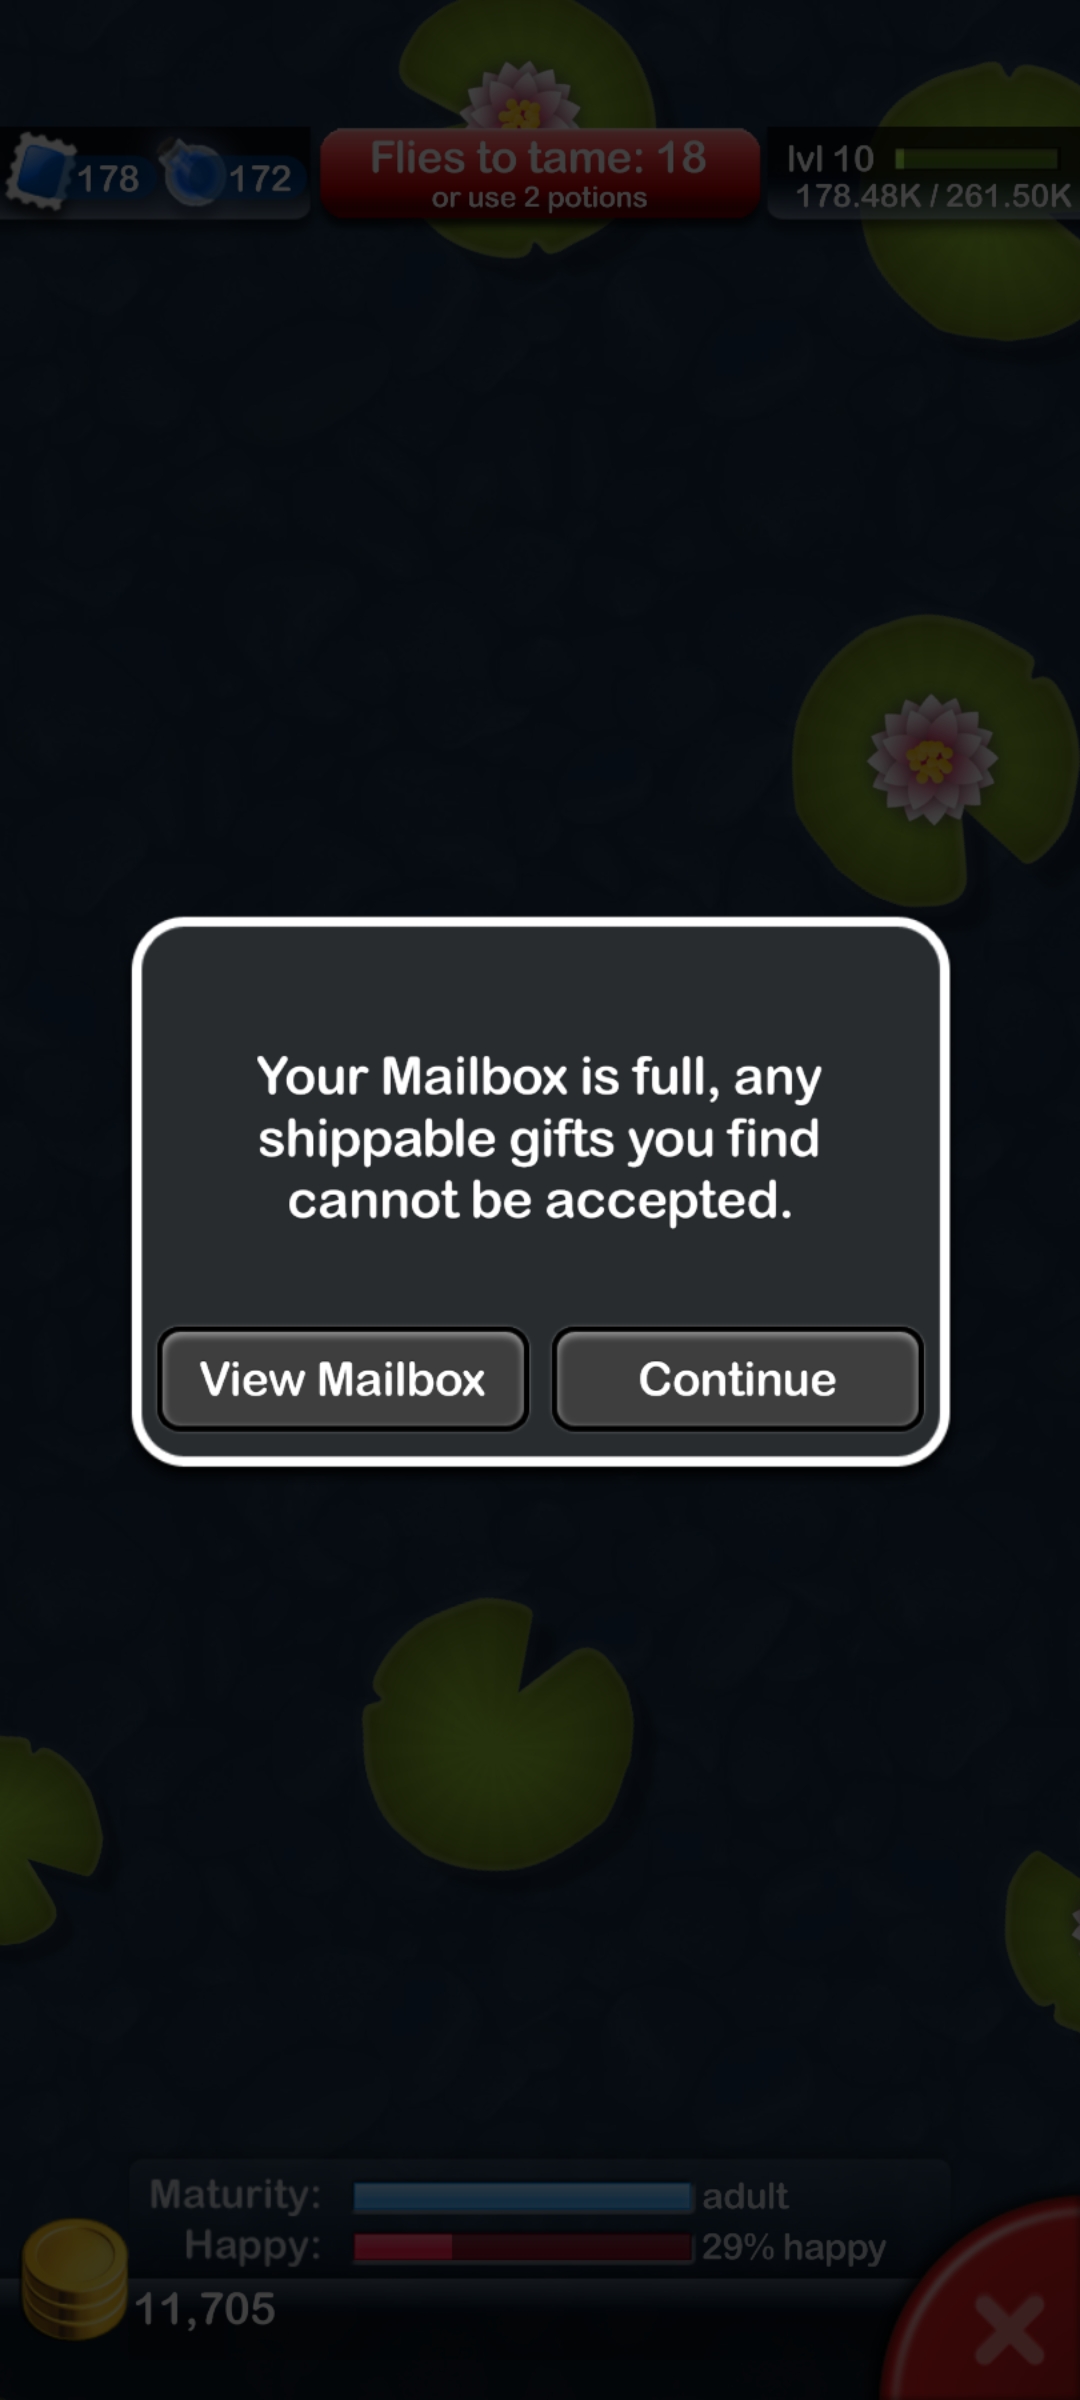 178
172
Flies to tame: 18
or use 2 potions
lvl 10
178.48K / 261.50K
Your Mailbox is full, any
shippable gifts you find
cannot be accepted.
View Mailbox
Continue
Maturity:
adult
Happy:
29% happy
11,705